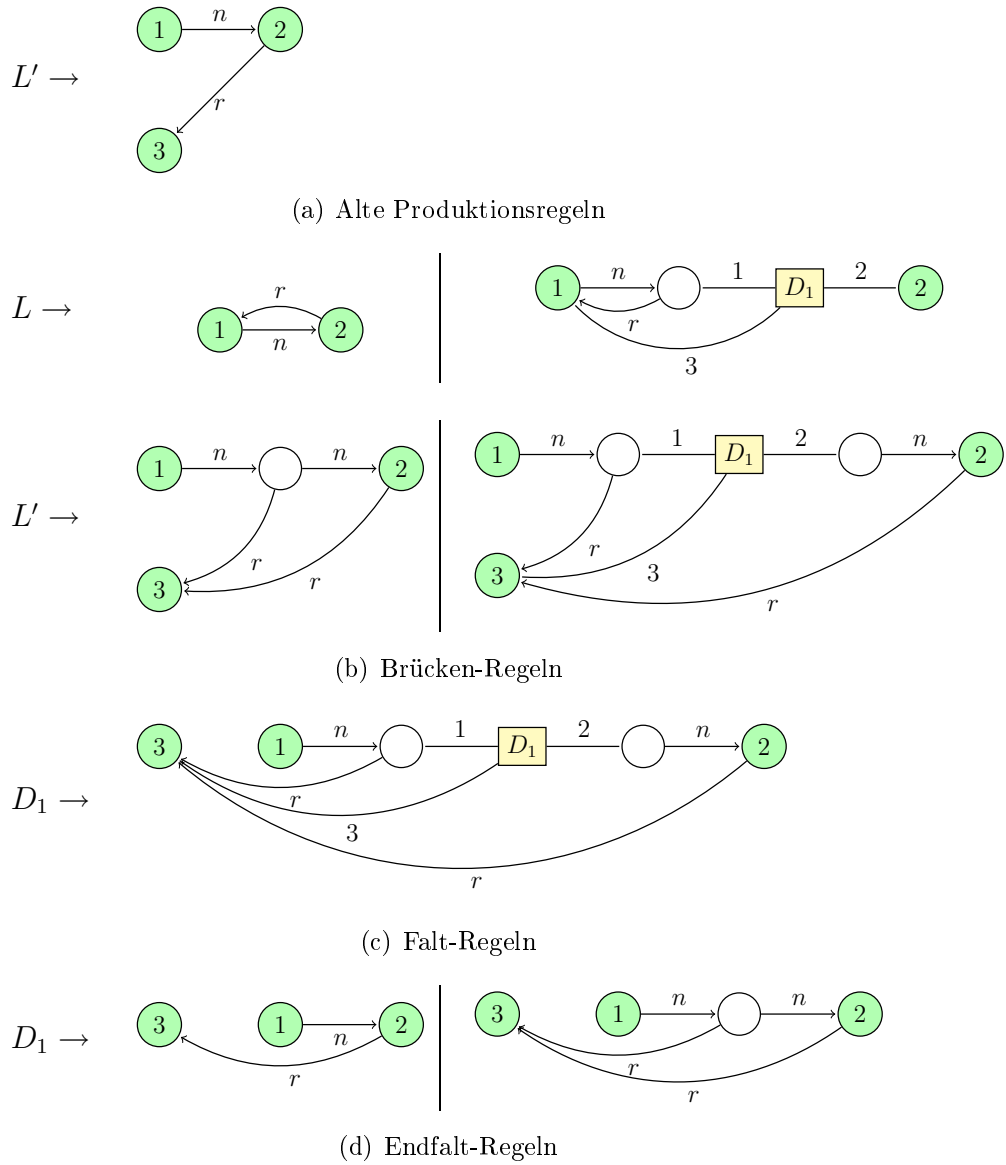 1 n 2
L′ →
r
3
(a) Alte Produktionsregeln
L →
1 r n 2
1 n r 1 D₁ 2 2
3
L′ →
1 n n 2
r r
3
1 n 1 D₁ 2 n 2
r
3 3
r
(b) Brücken-Regeln
D₁ →
3 1 n 1 D₁ 2 n 2
r
3
r
(c) Falt-Regeln
D₁ →
3 1 n 2
r
3 1 n n 2
r
r
(d) Endfalt-Regeln